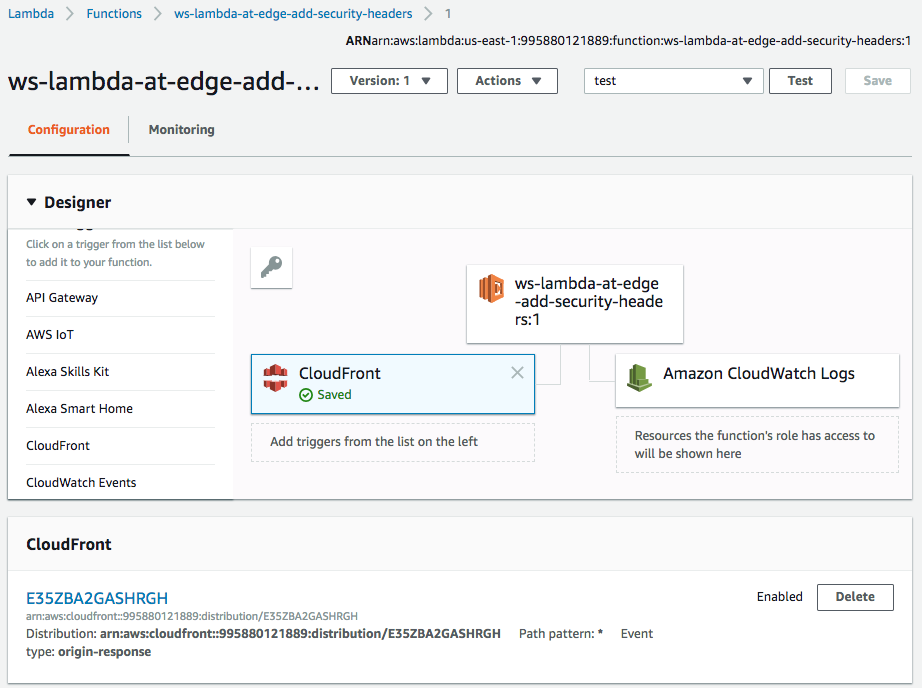 Lambda > Functions > ws-lambda-at-edge-add-security-headers > 1
ARNarn:aws:lambda:us-east-1:995880121889:function:ws-lambda-at-edge-add-security-headers:1
ws-lambda-at-edge-add-... Version: 1 Actions test Test Save
Configuration Monitoring
Designer
Click on a trigger from the list below
to add it to your function.
API Gateway
AWS IoT
Alexa Skills Kit
Alexa Smart Home
CloudFront
CloudWatch Events
ws-lambda-at-edge
-add-security-heade
rs:1
CloudFront
Saved
Add triggers from the list on the left
Amazon CloudWatch Logs
Resources the function's role has access to
will be shown here
CloudFront
E35ZBA2GASHRGH
Enabled Delete
arn:aws:cloudfront::995880121889:distribution/E35ZBA2GASHRGH
Distribution: arn:aws:cloudfront::995880121889:distribution/E35ZBA2GASHRGH Path pattern: * Event
type: origin-response